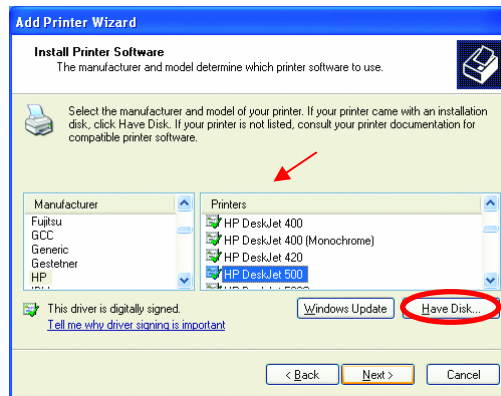 Add Printer Wizard
Install Printer Software
The manufacturer and model determine which printer software to use.
Select the manufacturer and model of your printer. If your printer came with an installation
disk, click Have Disk. If your printer is not listed, consult your printer documentation for
compatible printer software.
Manufacturer
Fujitsu
GCC
Generic
Gestetner
HP
Printers
HP DeskJet 400
HP DeskJet 400 (Monochrome)
HP DeskJet 420
HP DeskJet 500
This driver is digitally signed.
Tell me why driver signing is important
Windows Update
Have Disk...
< Back
Next >
Cancel